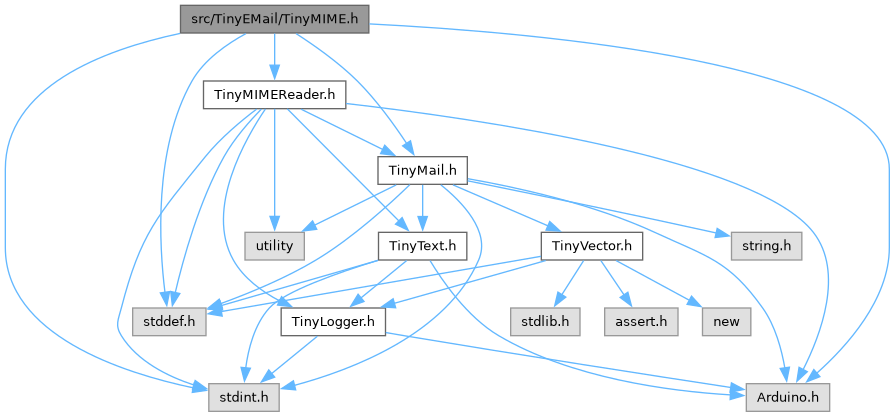 src/TinyEMail/TinyMIME.h
TinyMIMEReader.h
TinyMail.h
utility
TinyText.h
TinyVector.h
string.h
stddef.h
TinyLogger.h
stdlib.h
assert.h
new
stdint.h
Arduino.h